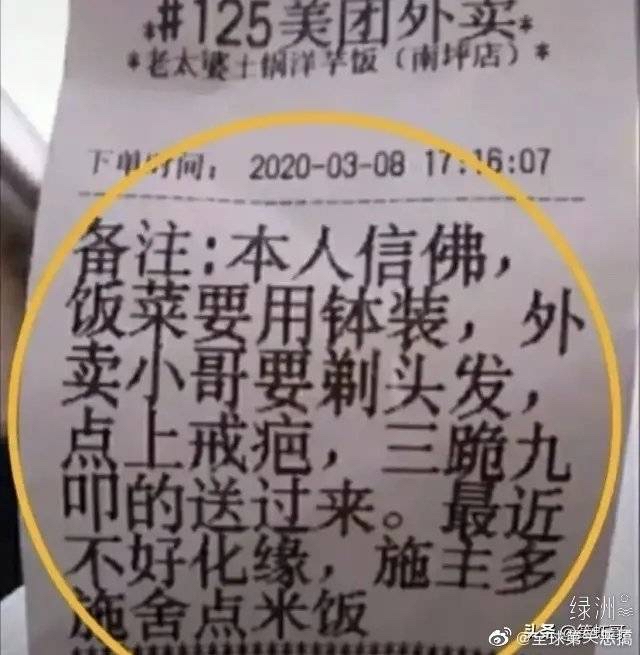 *#125美团外卖*
*老太婆土锅洋芋饭（南坪店）*
下单时间： 2020-03-08 17:16:07
备注:本人信佛，
饭菜要用钵装，外
卖小哥要剃头发，
点上戒疤，三跪九
叩的送过来。最近
不好化缘，施主多
施舍点米饭
绿洲
头条
@全球第笑恶搞